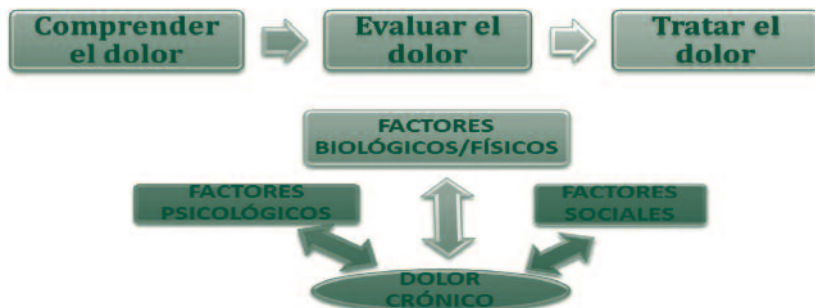 Comprender
el dolor
Evaluar el
dolor
Tratar el
dolor
FACTORES
BIOLÓGICOS/FÍSICOS
FACTORES
PSICOLÓGICOS
FACTORES
SOCIALES
DOLOR
CRÓNICO